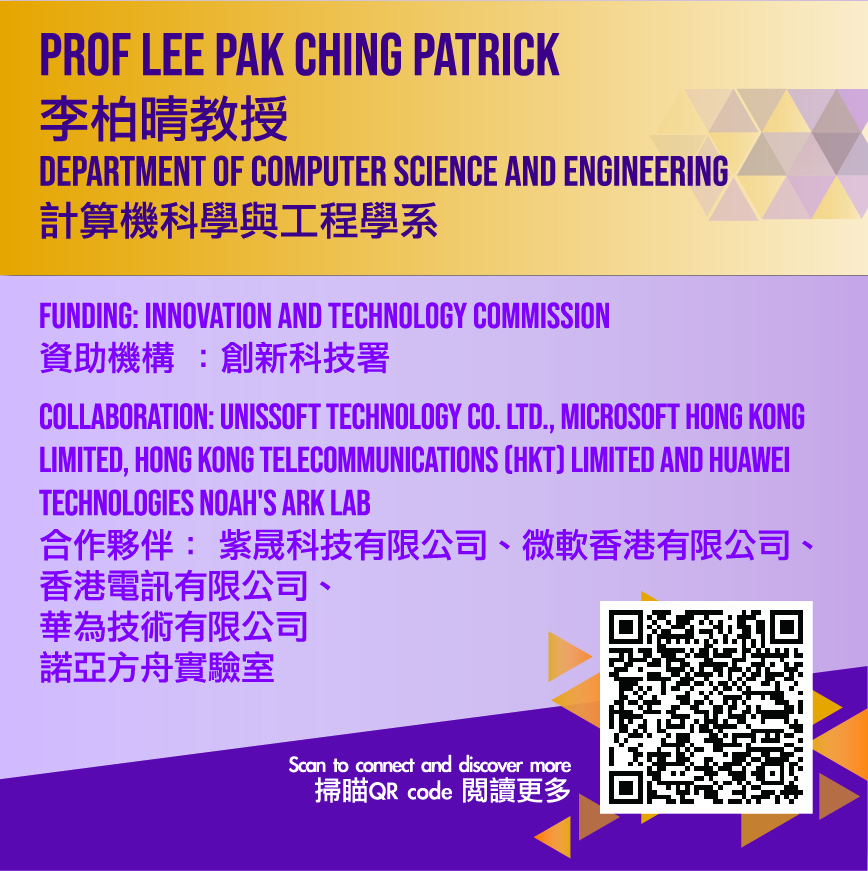 PROF LEE PAK CHING PATRICK
李柏晴教授
DEPARTMENT OF COMPUTER SCIENCE AND ENGINEERING
計算機科學與工程學系
FUNDING: INNOVATION AND TECHNOLOGY COMMISSION
資助機構 ：創新科技署
COLLABORATION: UNISSOFT TECHNOLOGY CO. LTD., MICROSOFT HONG KONG
LIMITED, HONG KONG TELECOMMUNICATIONS (HKT) LIMITED AND HUAWEI
TECHNOLOGIES NOAH'S ARK LAB
合作夥伴： 紫晟科技有限公司、微軟香港有限公司、
香港電訊有限公司、
華為技術有限公司
諾亞方舟實驗室
Scan to connect and discover more
掃瞄QR code 閱讀更多